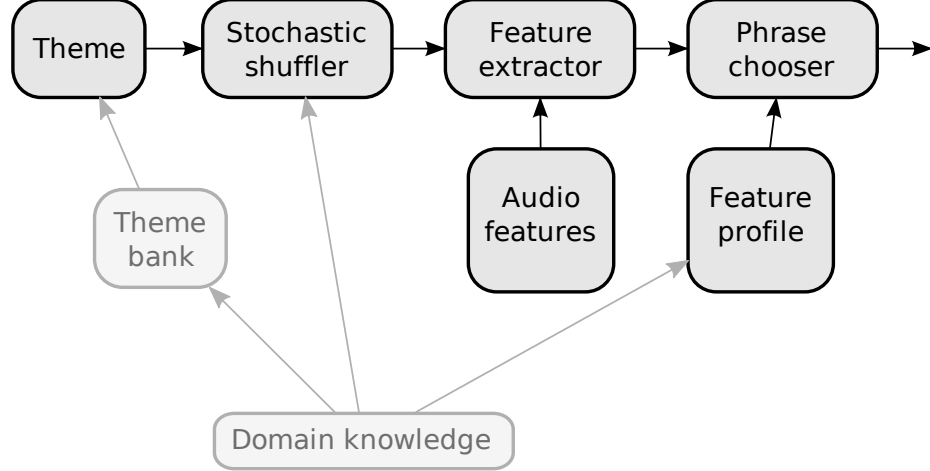 Theme
Stochastic
shuffler
Feature
extractor
Phrase
chooser
Theme
bank
Audio
features
Feature
profile
Domain knowledge